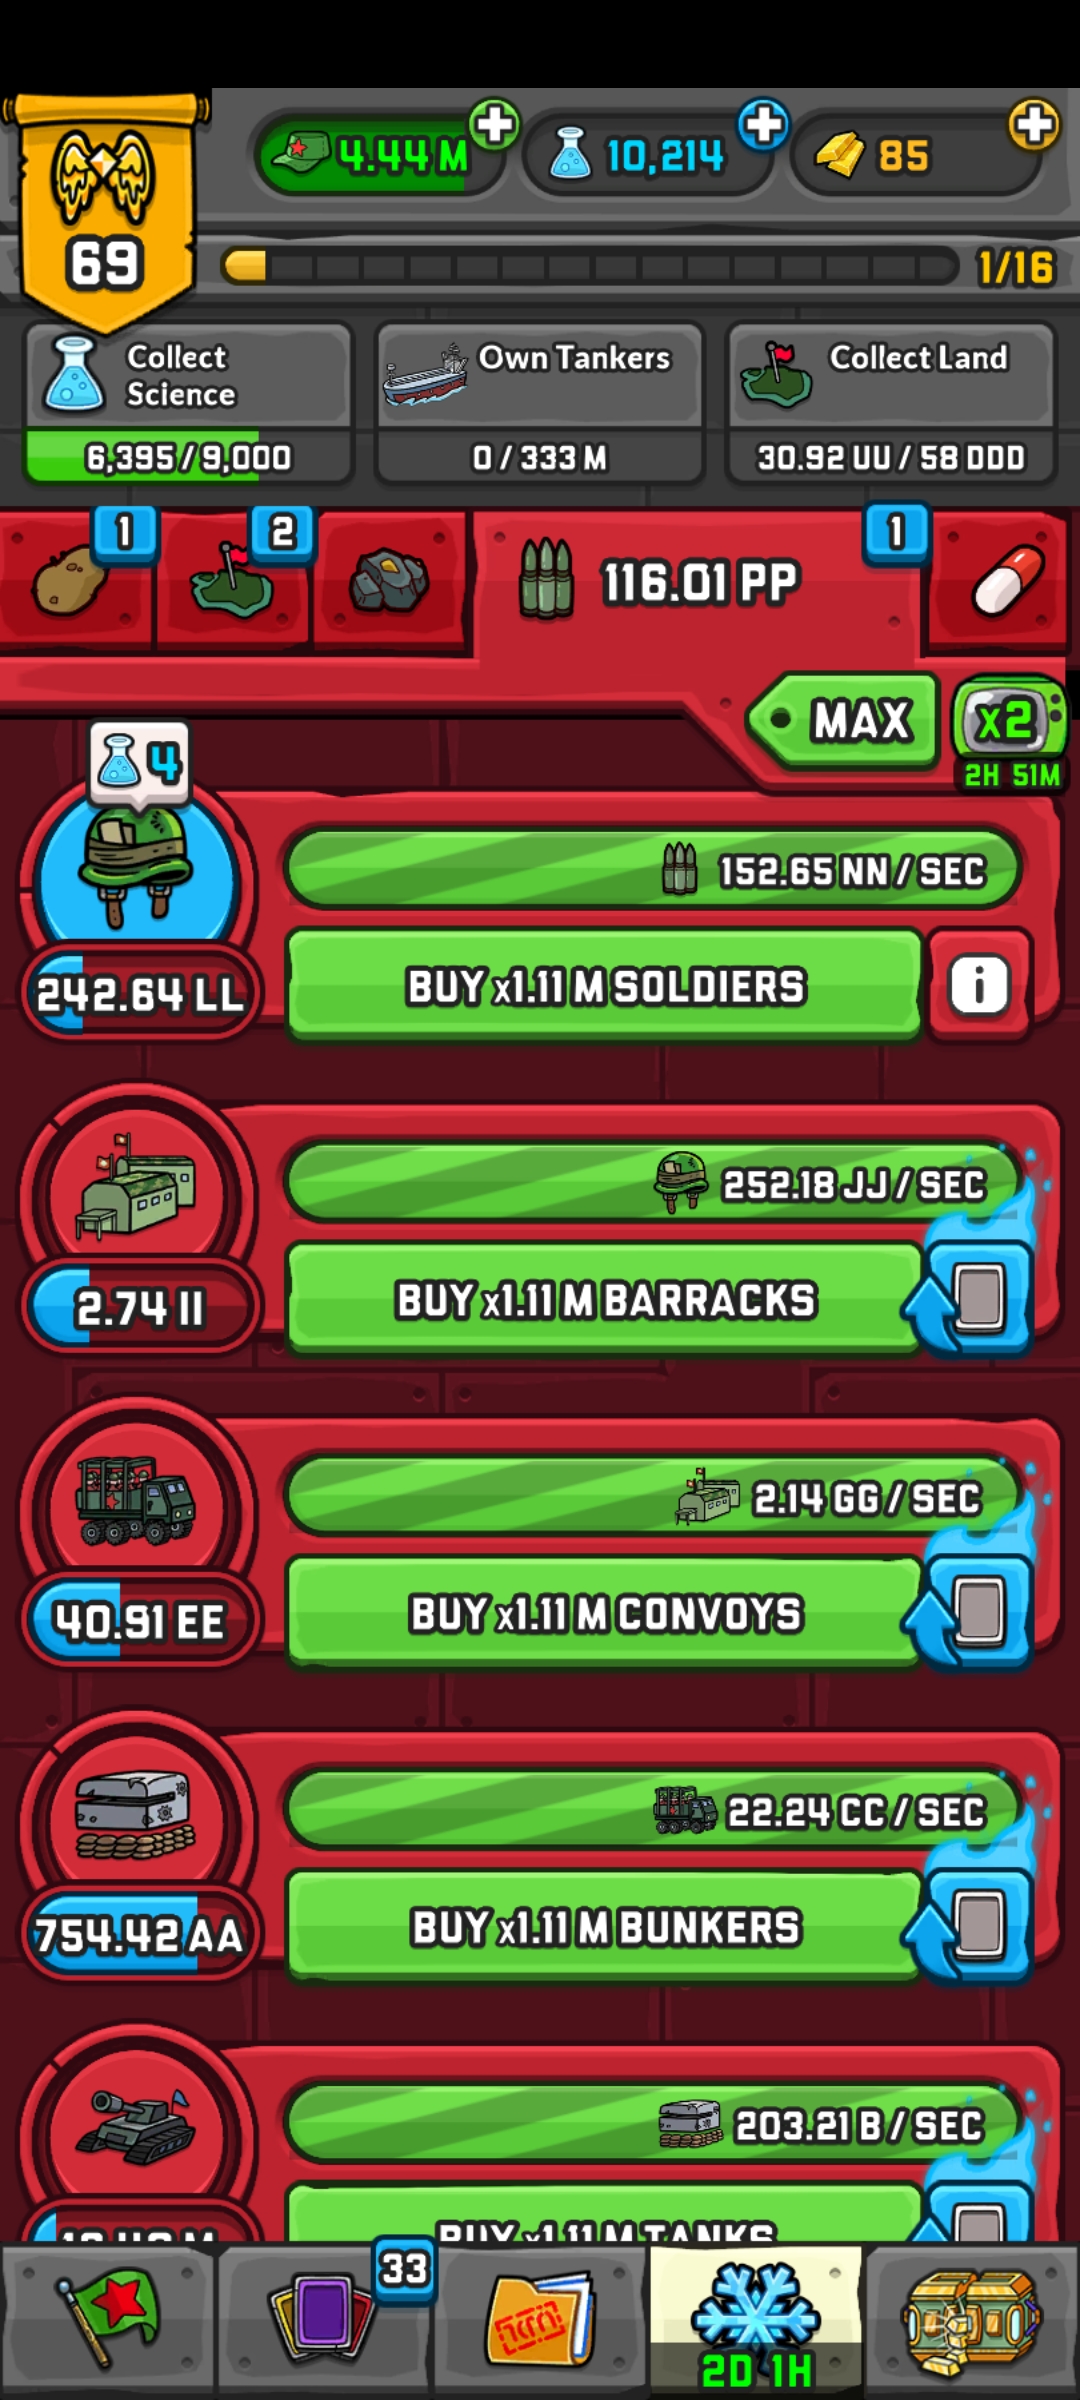 4.44 M
10,214
85
69
1/16
Collect
Science
6,395/9,000
Own Tankers
0/333 M
Collect Land
30.92 UU/58 DDD
1
2
116.01 PP
1
MAX
x2
2H 51M
4
152.65 NN/SEC
242.64 LL
BUY x1.11 M SOLDIERS
i
252.18 JJ/SEC
2.74 II
BUY x1.11 M BARRACKS
2.14 GG/SEC
40.91 EE
BUY x1.11 M CONVOYS
22.24 CC/SEC
754.42 AA
BUY x1.11 M BUNKERS
203.21 B/SEC
BUY x1.11 M TANKS
33
2D 1H